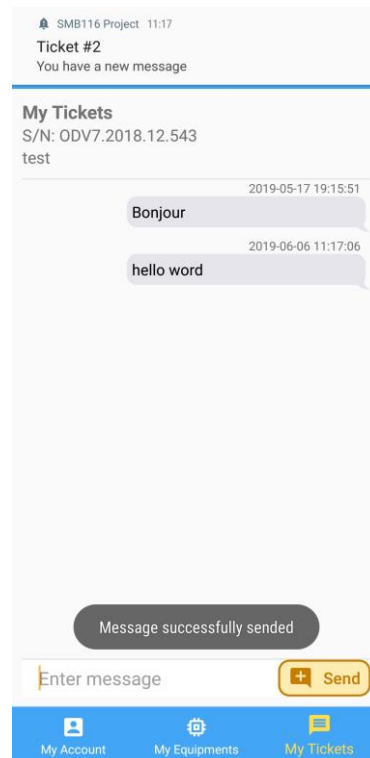 SMB116 Project 11:17
Ticket #2
You have a new message
My Tickets
S/N: ODV7.2018.12.543
test
2019-05-17 19:15:51
Bonjour
2019-06-06 11:17:06
hello word
Message successfully sended
Enter message
Send
My Account My Equipments My Tickets